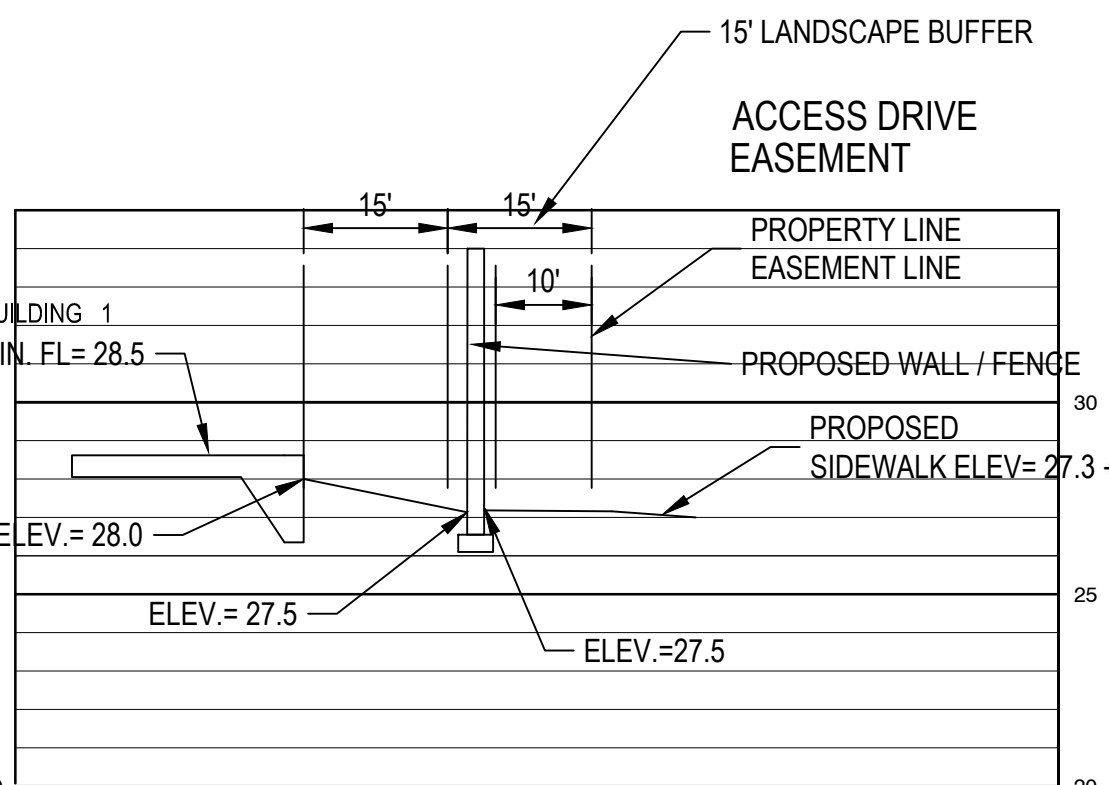 15' LANDSCAPE BUFFER
ACCESS DRIVE
EASEMENT
15'
15'
PROPERTY LINE
EASEMENT LINE
10'
UILDING 1
IN. FL= 28.5
PROPOSED WALL / FENCE
30
PROPOSED
SIDEWALK ELEV= 27.3 -
ELEV.= 28.0
25
ELEV.= 27.5
ELEV.=27.5